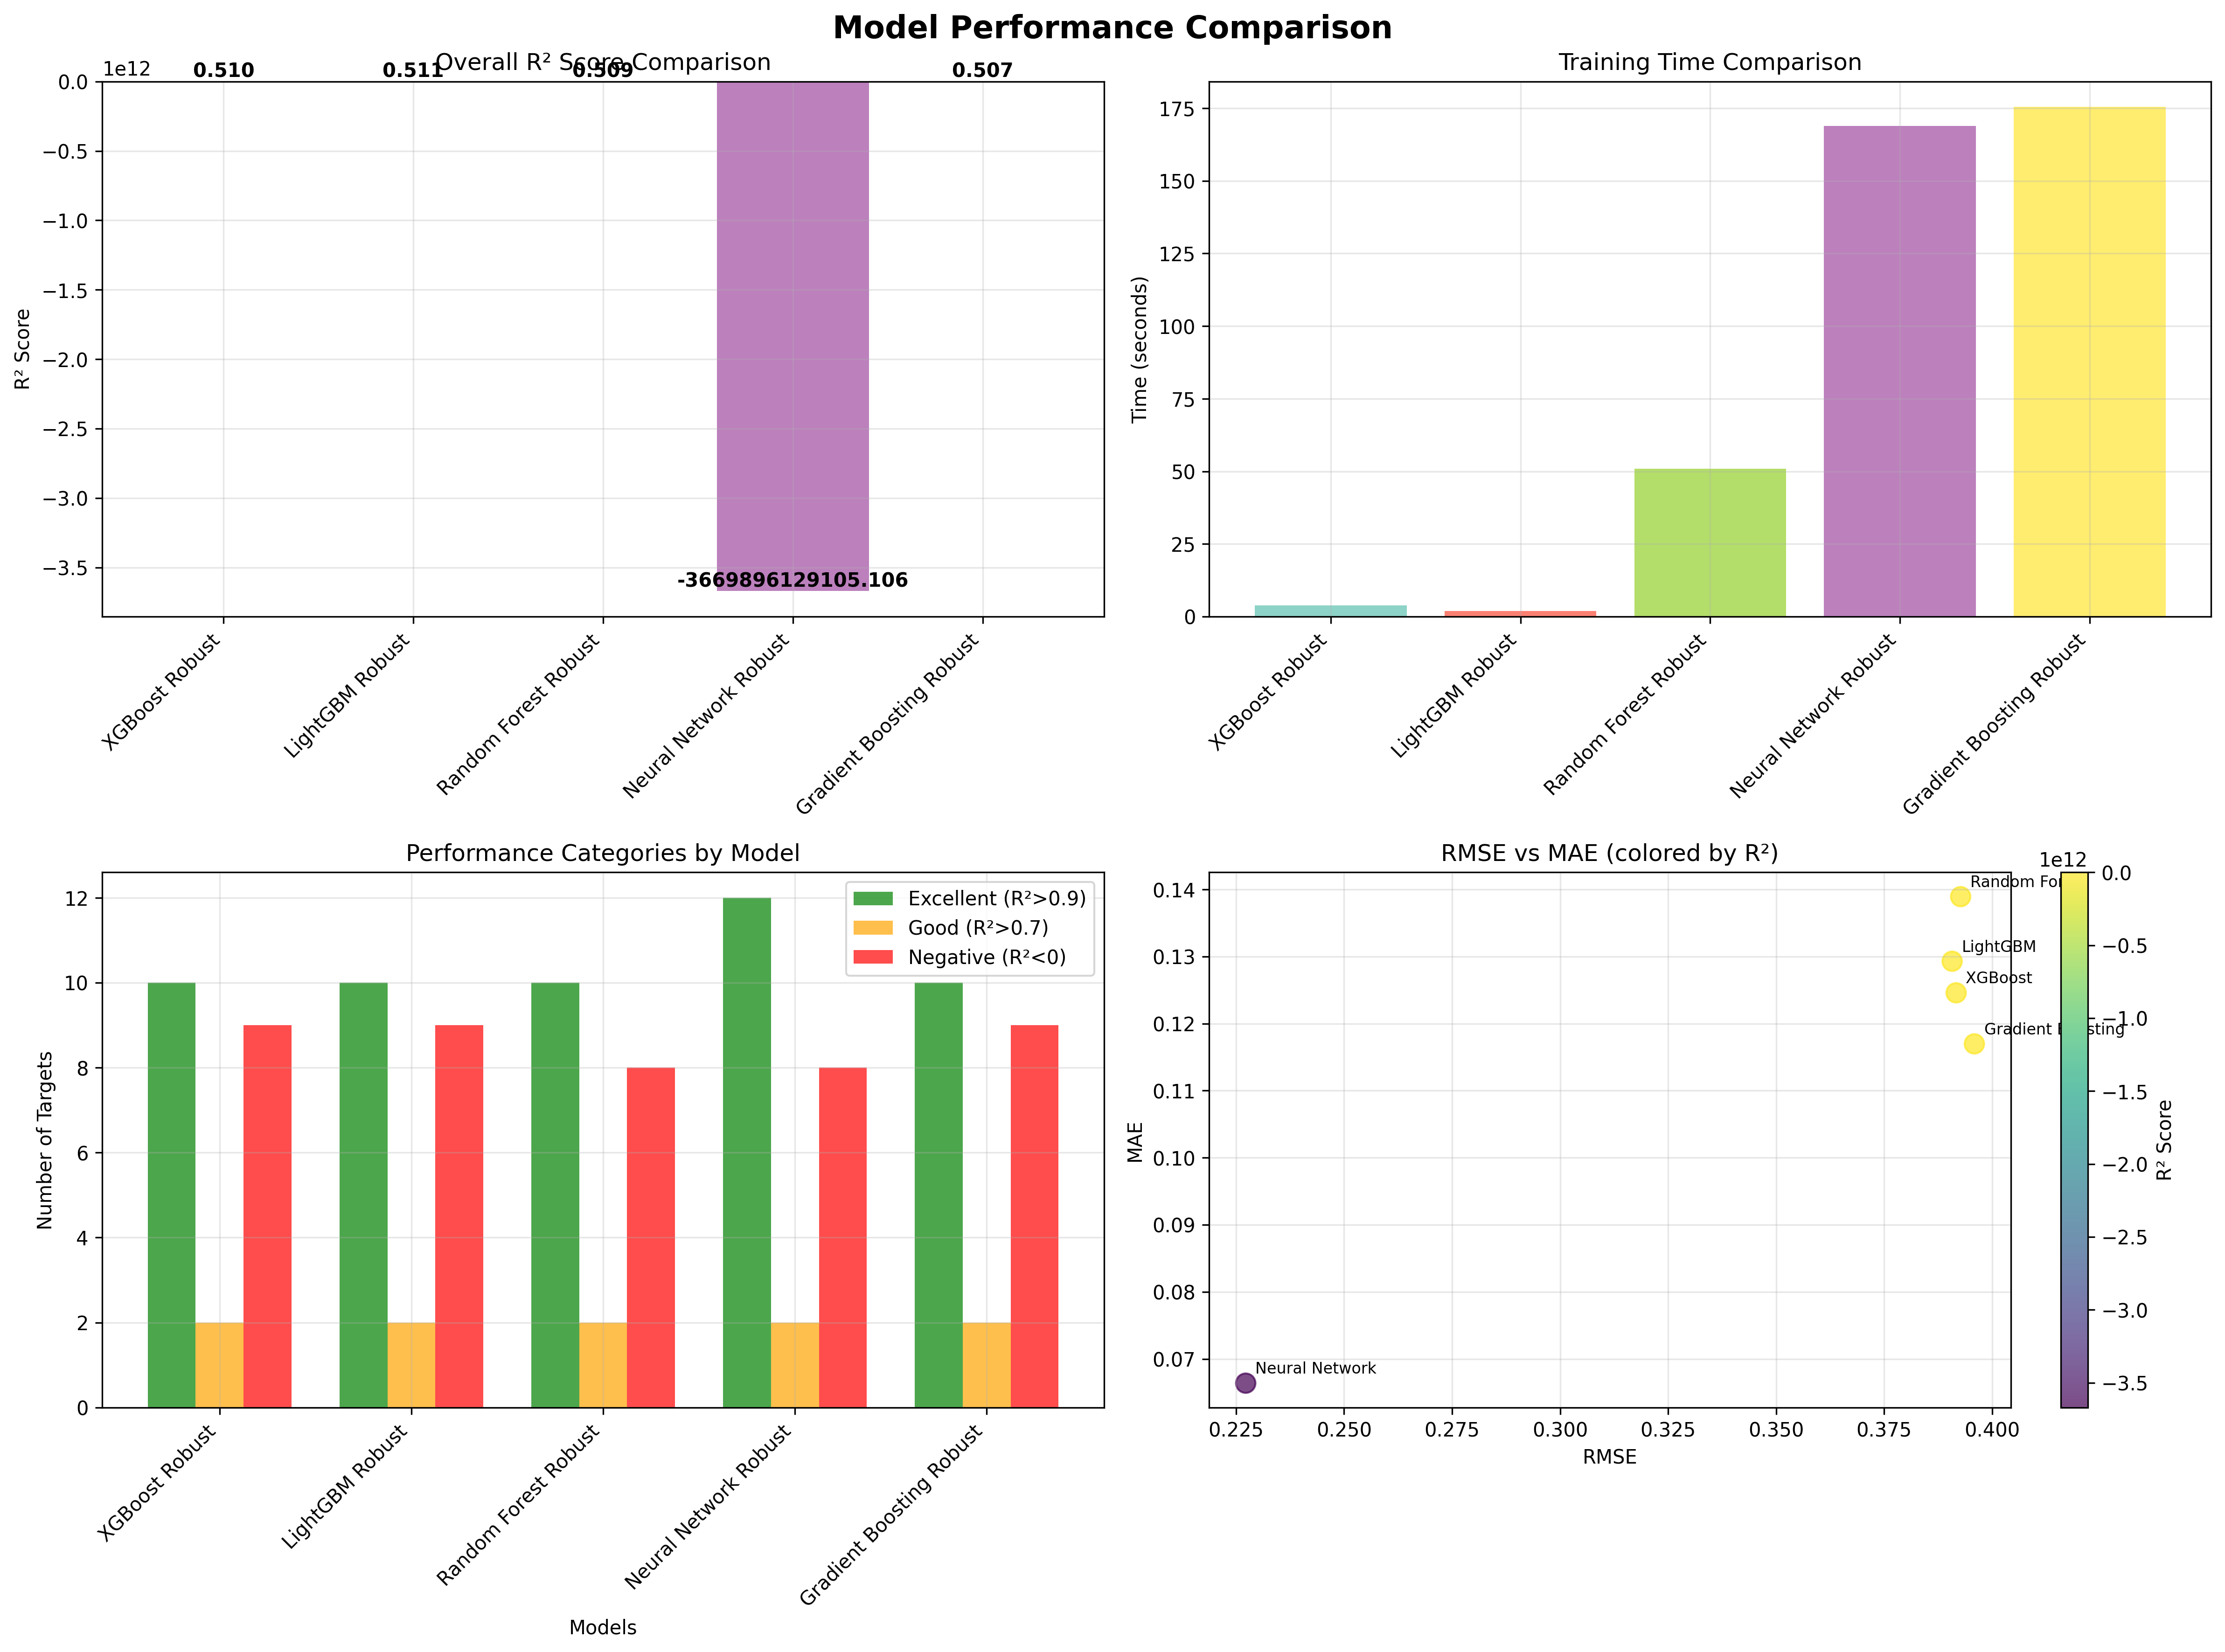 Model Performance Comparison
Overall R² Score Comparison
1e12
0.510
0.511
0.509
0.507
0.0
−0.5
−1.0
−1.5
−2.0
−2.5
−3.0
−3.5
R² Score
-3669896129105.106
XGBoost Robust
LightGBM Robust
Random Forest Robust
Neural Network Robust
Gradient Boosting Robust
Training Time Comparison
175
150
125
100
75
50
25
0
Time (seconds)
XGBoost Robust
LightGBM Robust
Random Forest Robust
Neural Network Robust
Gradient Boosting Robust
Performance Categories by Model
12
10
8
6
4
2
0
Number of Targets
Excellent (R²>0.9)
Good (R²>0.7)
Negative (R²<0)
XGBoost Robust
LightGBM Robust
Random Forest Robust
Neural Network Robust
Gradient Boosting Robust
Models
RMSE vs MAE (colored by R²)
0.14
0.13
0.12
0.11
0.10
0.09
0.08
0.07
MAE
Random
LightGBM
XGBoost
Gradient
Neural Network
0.225
0.250
0.275
0.300
0.325
0.350
0.375
0.400
RMSE
1e12
0.0
−0.5
−1.0
−1.5
−2.0
−2.5
−3.0
−3.5
R² Score